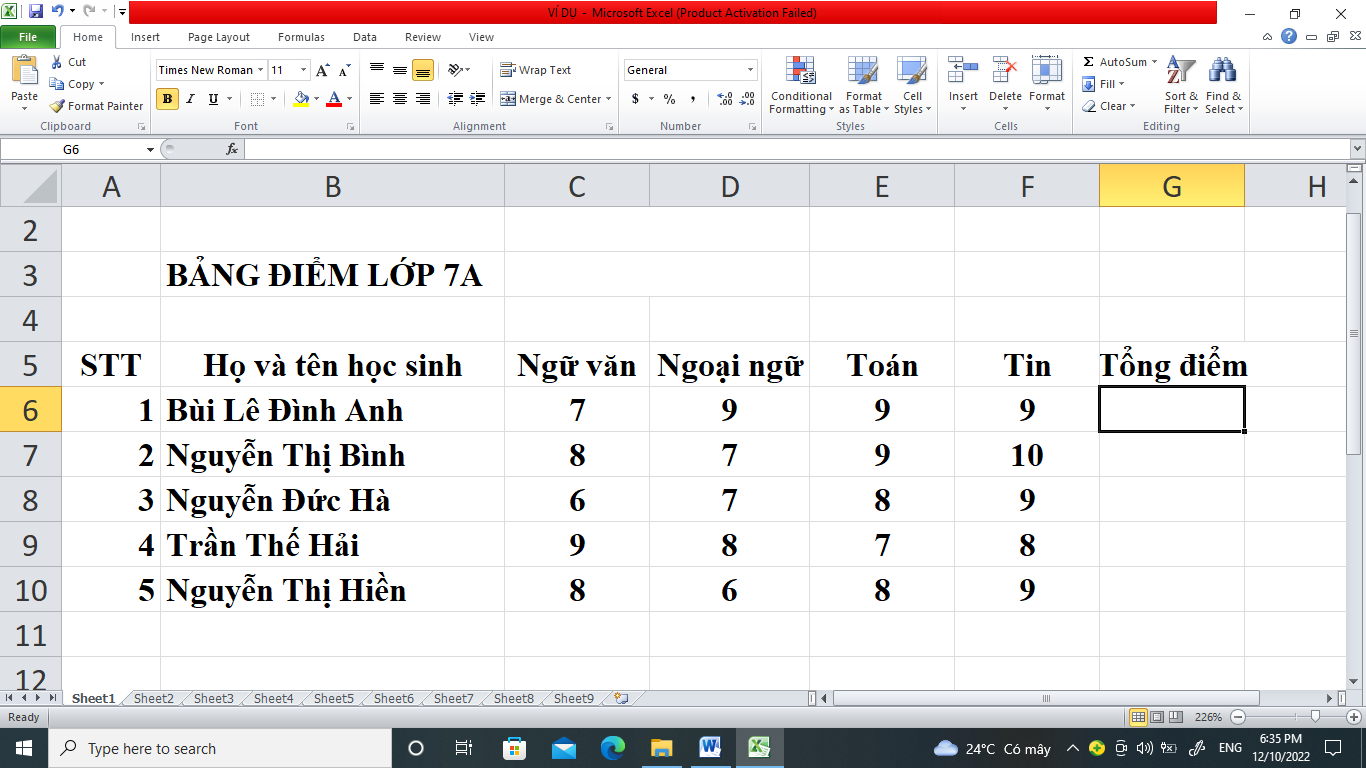 VÍ DỤ - Microsoft Excel (Product Activation Failed)
File Home Insert Page Layout Formulas Data Review View
Paste
Cut
Copy
Format Painter
Clipboard
Times New Roman 11
B I U
Font
Wrap Text
Merge & Center
Alignment
General
$ % ,
Number
Conditional Formatting
Format as Table
Cell Styles
Styles
Insert Delete Format
Cells
AutoSum
Fill
Clear
Sort & Filter
Find & Select
Editing
G6 fx
A B C D E F G H
2
3 BẢNG ĐIỂM LỚP 7A
4
5 STT Họ và tên học sinh Ngữ văn Ngoại ngữ Toán Tin Tổng điểm
6 1 Bùi Lê Đình Anh 7 9 9 9
7 2 Nguyễn Thị Bình 8 7 9 10
8 3 Nguyễn Đức Hà 6 7 8 9
9 4 Trần Thế Hải 9 8 7 8
10 5 Nguyễn Thị Hiền 8 6 8 9
11
12
Sheet1 Sheet2 Sheet3 Sheet4 Sheet5 Sheet6 Sheet7 Sheet8 Sheet9
Ready 226%
Type here to search 24°C Có mây ENG 6:35 PM
12/10/2022